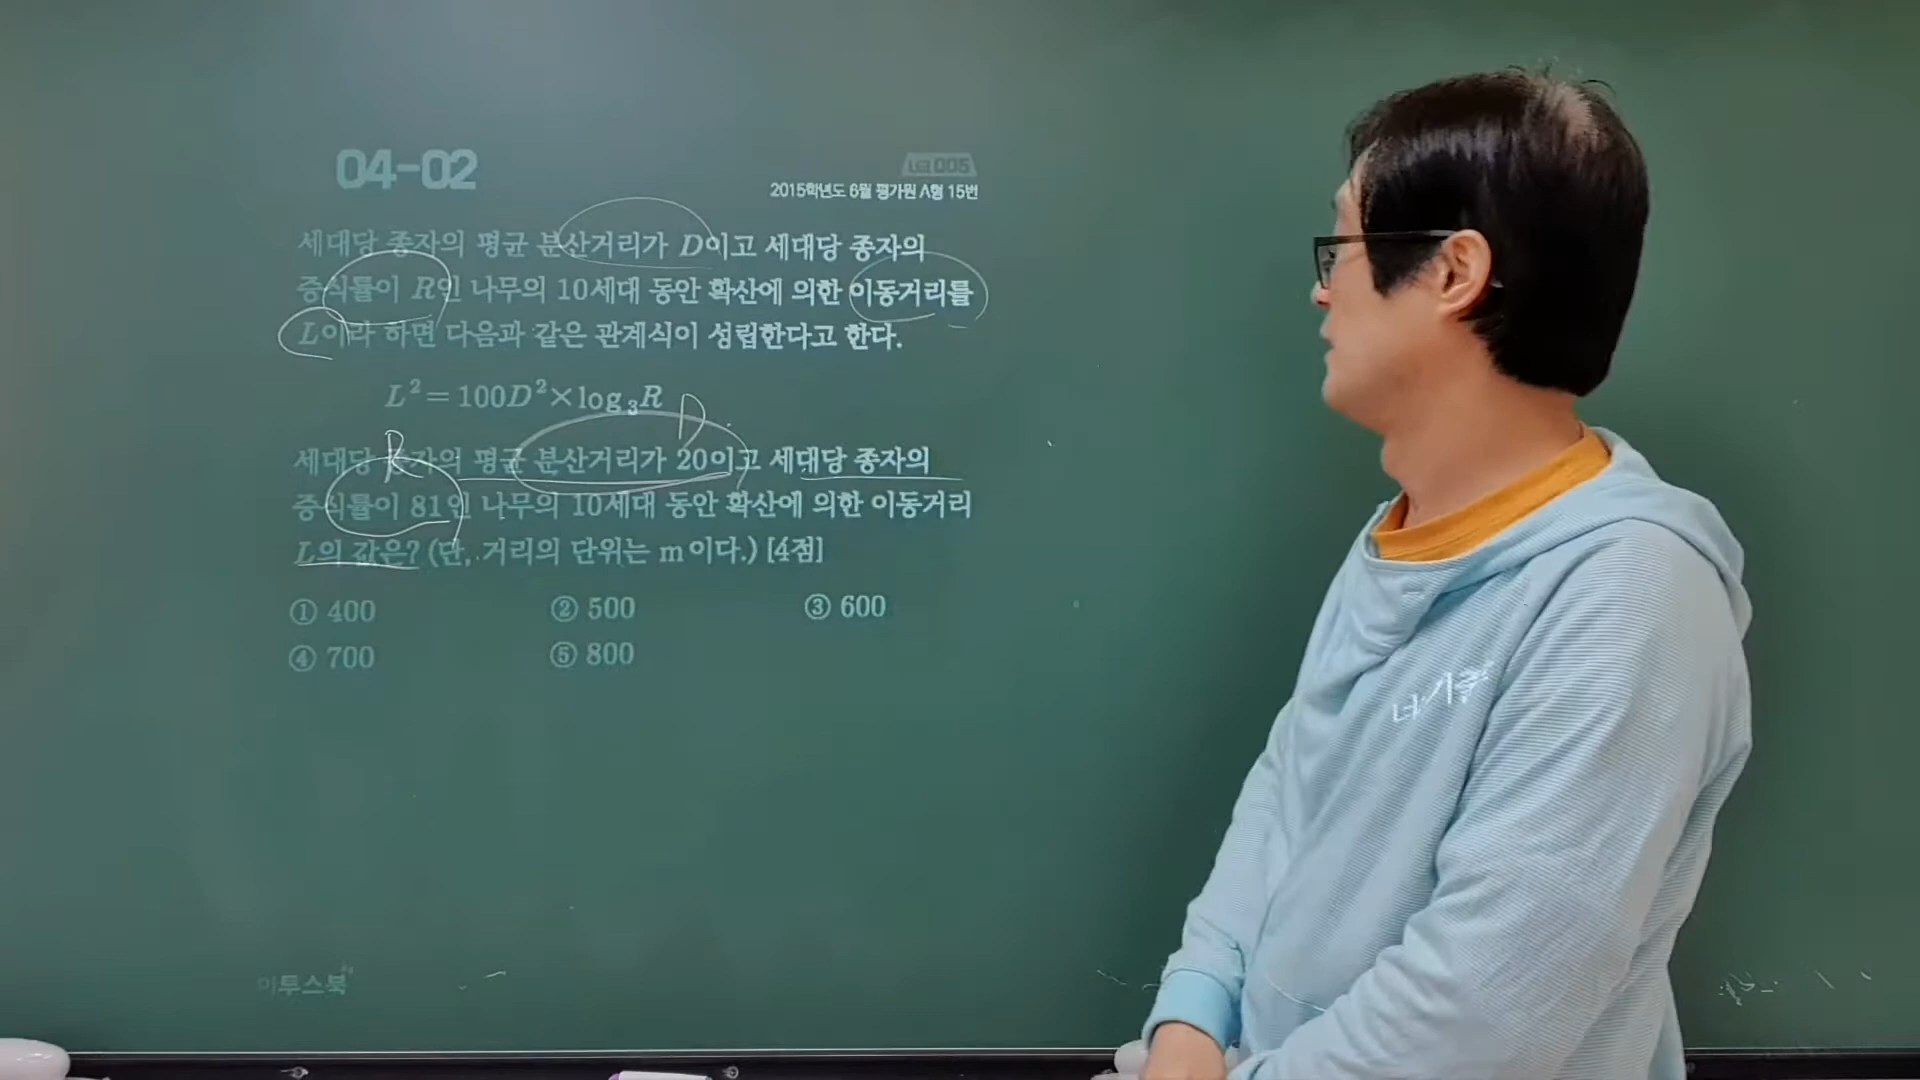 04-02
너코 005
2015학년도 6월 평가원 A형 15번
세대당 종자의 평균 분산거리가 D이고 세대당 종자의
증식률이 R인 나무의 10세대 동안 확산에 의한 이동거리를
L이라 하면 다음과 같은 관계식이 성립한다고 한다.
L² = 100D² × log₃R
D
R
세대당 종자의 평균 분산거리가 20이고 세대당 종자의
증식률이 81인 나무의 10세대 동안 확산에 의한 이동거리
L의 값은? (단, 거리의 단위는 m이다.) [4점]
① 400 ② 500 ③ 600
④ 700 ⑤ 800
이투스북
너기출